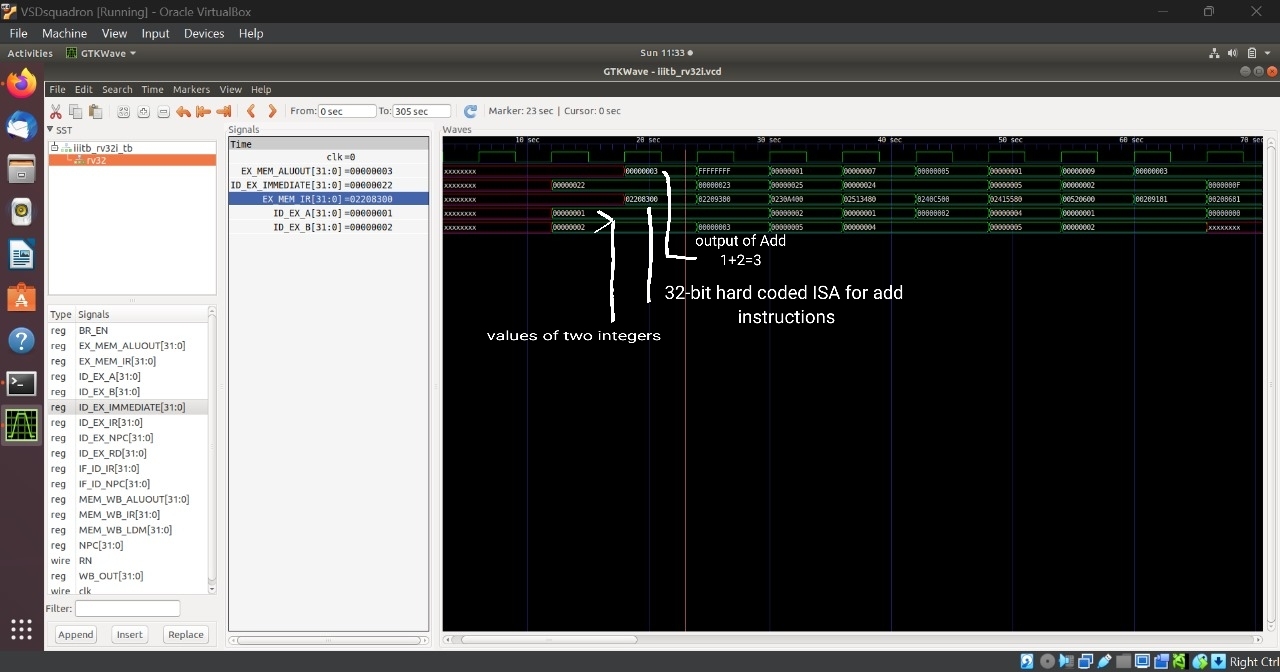 VSDsquadron [Running] - Oracle VirtualBox
File Machine View Input Devices Help
Activities GTKWave Sun 11:33
GTKWave - iiitb_rv32i.vcd
File Edit Search Time Markers View Help
From: 0 sec To: 305 sec Marker: 23 sec | Cursor: 0 sec
SST
iiitb_rv32i_tb
rv32
Type Signals
reg BR_EN
reg EX_MEM_ALUOUT[31:0]
reg EX_MEM_IR[31:0]
reg ID_EX_A[31:0]
reg ID_EX_B[31:0]
reg ID_EX_IMMEDIATE[31:0]
reg ID_EX_IR[31:0]
reg ID_EX_NPC[31:0]
reg ID_EX_RD[31:0]
reg IF_ID_IR[31:0]
reg IF_ID_NPC[31:0]
reg MEM_WB_ALUOUT[31:0]
reg MEM_WB_IR[31:0]
reg MEM_WB_LDM[31:0]
reg NPC[31:0]
wire RN
reg WB_OUT[31:0]
wire clk
Filter:
Append Insert Replace
Signals
Time
clk=0
EX_MEM_ALUOUT[31:0]=00000003
ID_EX_IMMEDIATE[31:0]=00000022
EX_MEM_IR[31:0]=02208300
ID_EX_A[31:0]=00000001
ID_EX_B[31:0]=00000002
Waves
10 sec 20 sec 30 sec 40 sec 50 sec 60 sec 70 sec
xxxxxxxx 00000003 FFFFFFFF 00000001 00000007 00000005 00000001 00000009 00000003
xxxxxxxx 00000022 00000023 00000025 00000024 00000005 00000002 0000000F
xxxxxxxx 02208300 02209380 0230A400 02513480 0240C500 02415580 00520600 00209181 00208681
xxxxxxxx 00000001 00000002 00000001 00000002 00000004 00000001 00000000
xxxxxxxx 00000002 00000003 00000005 00000004 00000005 00000002 xxxxxxxx
output of Add
1+2=3
32-bit hard coded ISA for add
instructions
values of two integers
Right Ctrl